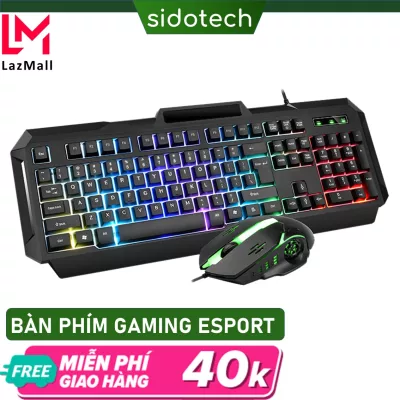 LM
LazMall
sidotech
BÀN PHÍM GAMING ESPORT
FREE
MIỄN PHÍ
GIAO HÀNG
40k